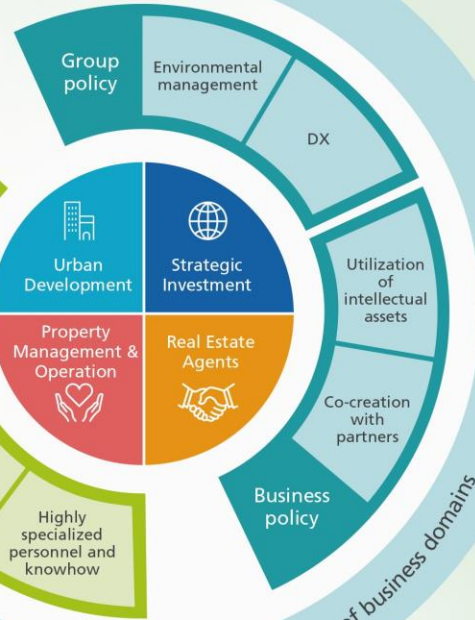 Group
policy
Environmental
management
DX
Urban
Development
Strategic
Investment
Property
Management &
Operation
Real Estate
Agents
Utilization
of
intellectual
assets
Co-creation
with
partners
Business
policy
Highly
specialized
personnel and
knowhow
of business domains